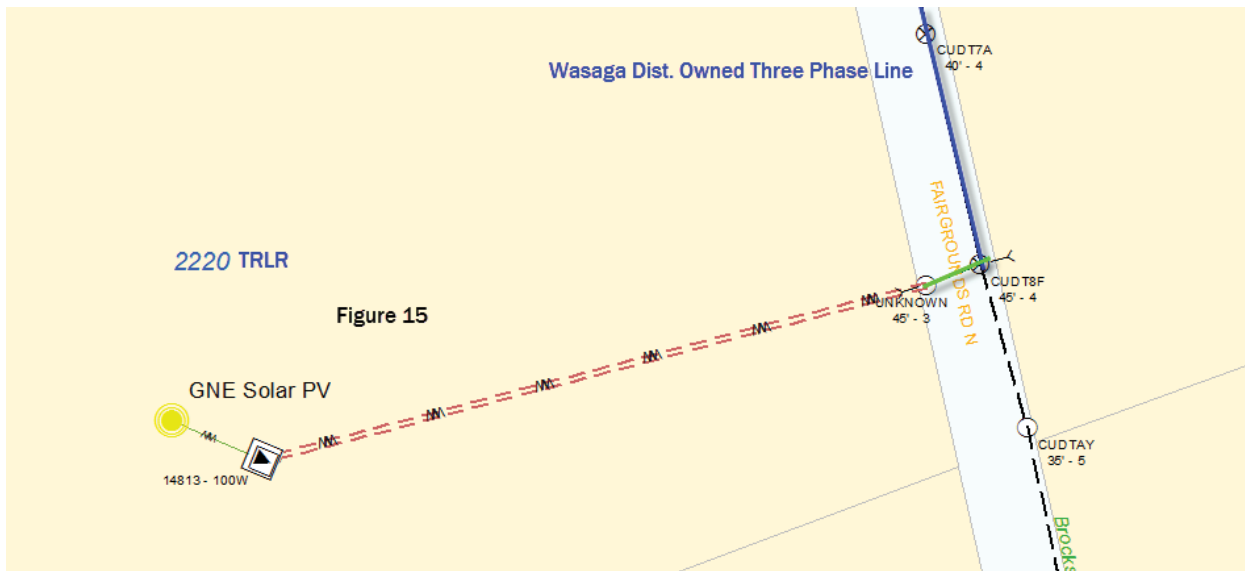 CUDT7A
40' - 4
Wasaga Dist. Owned Three Phase Line
FAIRGROUNDS RD N
2220 TRLR
CUDT8F
45' - 4
UNKNOWN
45' - 3
Figure 15
GNE Solar PV
14813 - 100W
CUDTAY
35' - 5
Brocks